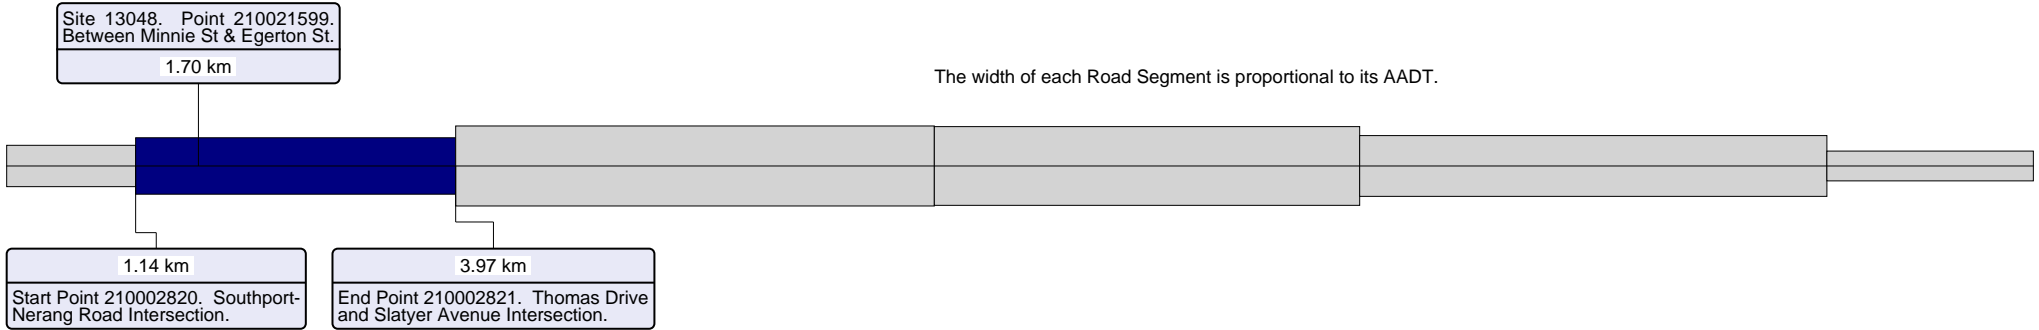 Site 13048. Point 210021599.
Between Minnie St & Egerton St.
1.70 km
The width of each Road Segment is proportional to its AADT.
1.14 km
Start Point 210002820. Southport-
Nerang Road Intersection.
3.97 km
End Point 210002821. Thomas Drive
and Slatyer Avenue Intersection.